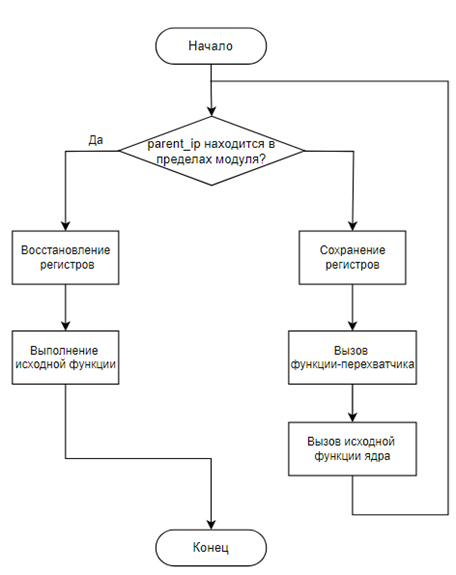 Начало
parent_ip находится в
пределах модуля?
Да
Восстановление
регистров
Сохранение
регистров
Выполнение
исходной функции
Вызов
функции-перехватчика
Вызов исходной
функции ядра
Конец